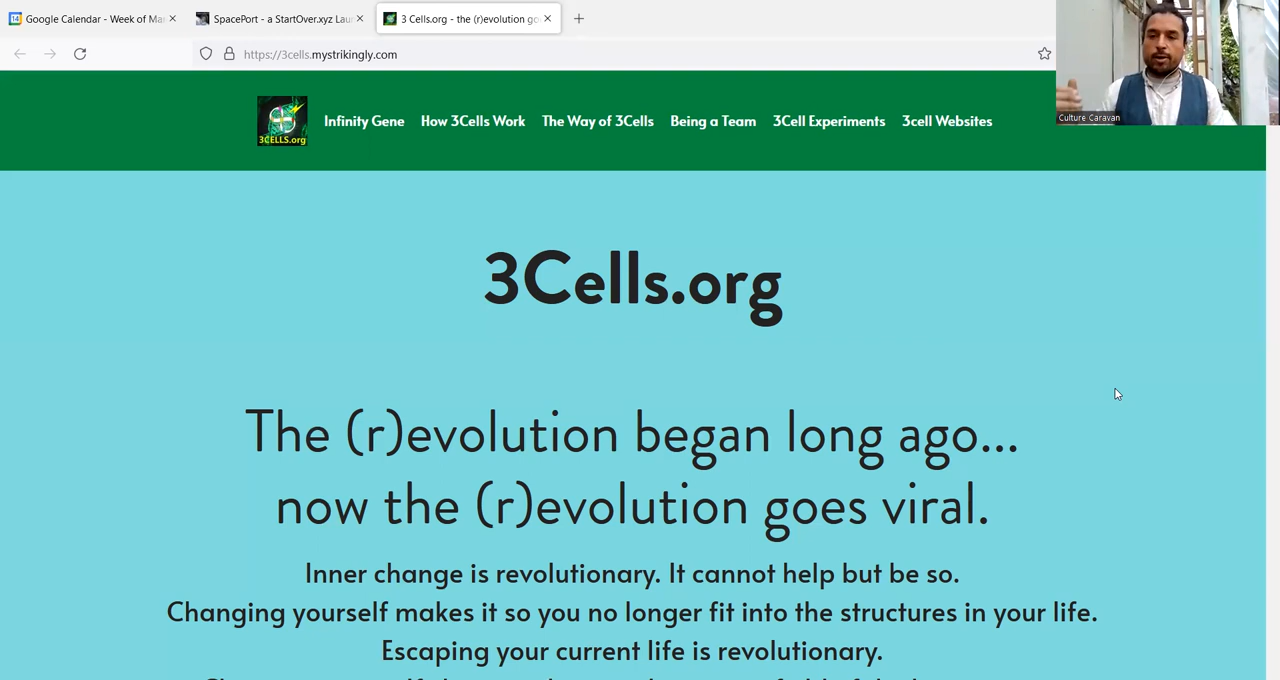 Google Calendar - Week of Ma
SpacePort - a StartOver.xyz Lau
3 Cells.org - the (r)evolution go
https://3cells.mystrikingly.com
Culture Caravan
3CELLS.org
Infinity Gene
How 3Cells Work
The Way of 3Cells
Being a Team
3Cell Experiments
3cell Websites
3Cells.org
The (r)evolution began long ago...
now the (r)evolution goes viral.
Inner change is revolutionary. It cannot help but be so.
Changing yourself makes it so you no longer fit into the structures in your life.
Escaping your current life is revolutionary.